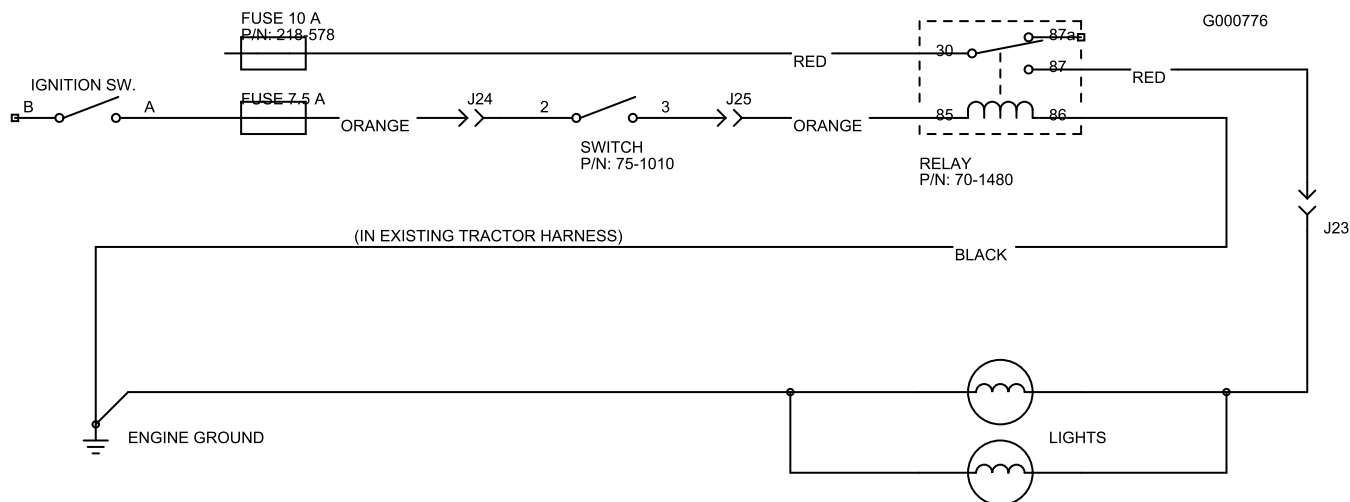 FUSE 10 A
P/N: 218-578
G000776
30
87a
RED
87
RED
IGNITION SW.
B
A
FUSE 7.5 A
ORANGE
J24
2
3
J25
ORANGE
85
86
SWITCH
P/N: 75-1010
RELAY
P/N: 70-1480
J23
(IN EXISTING TRACTOR HARNESS)
BLACK
ENGINE GROUND
LIGHTS